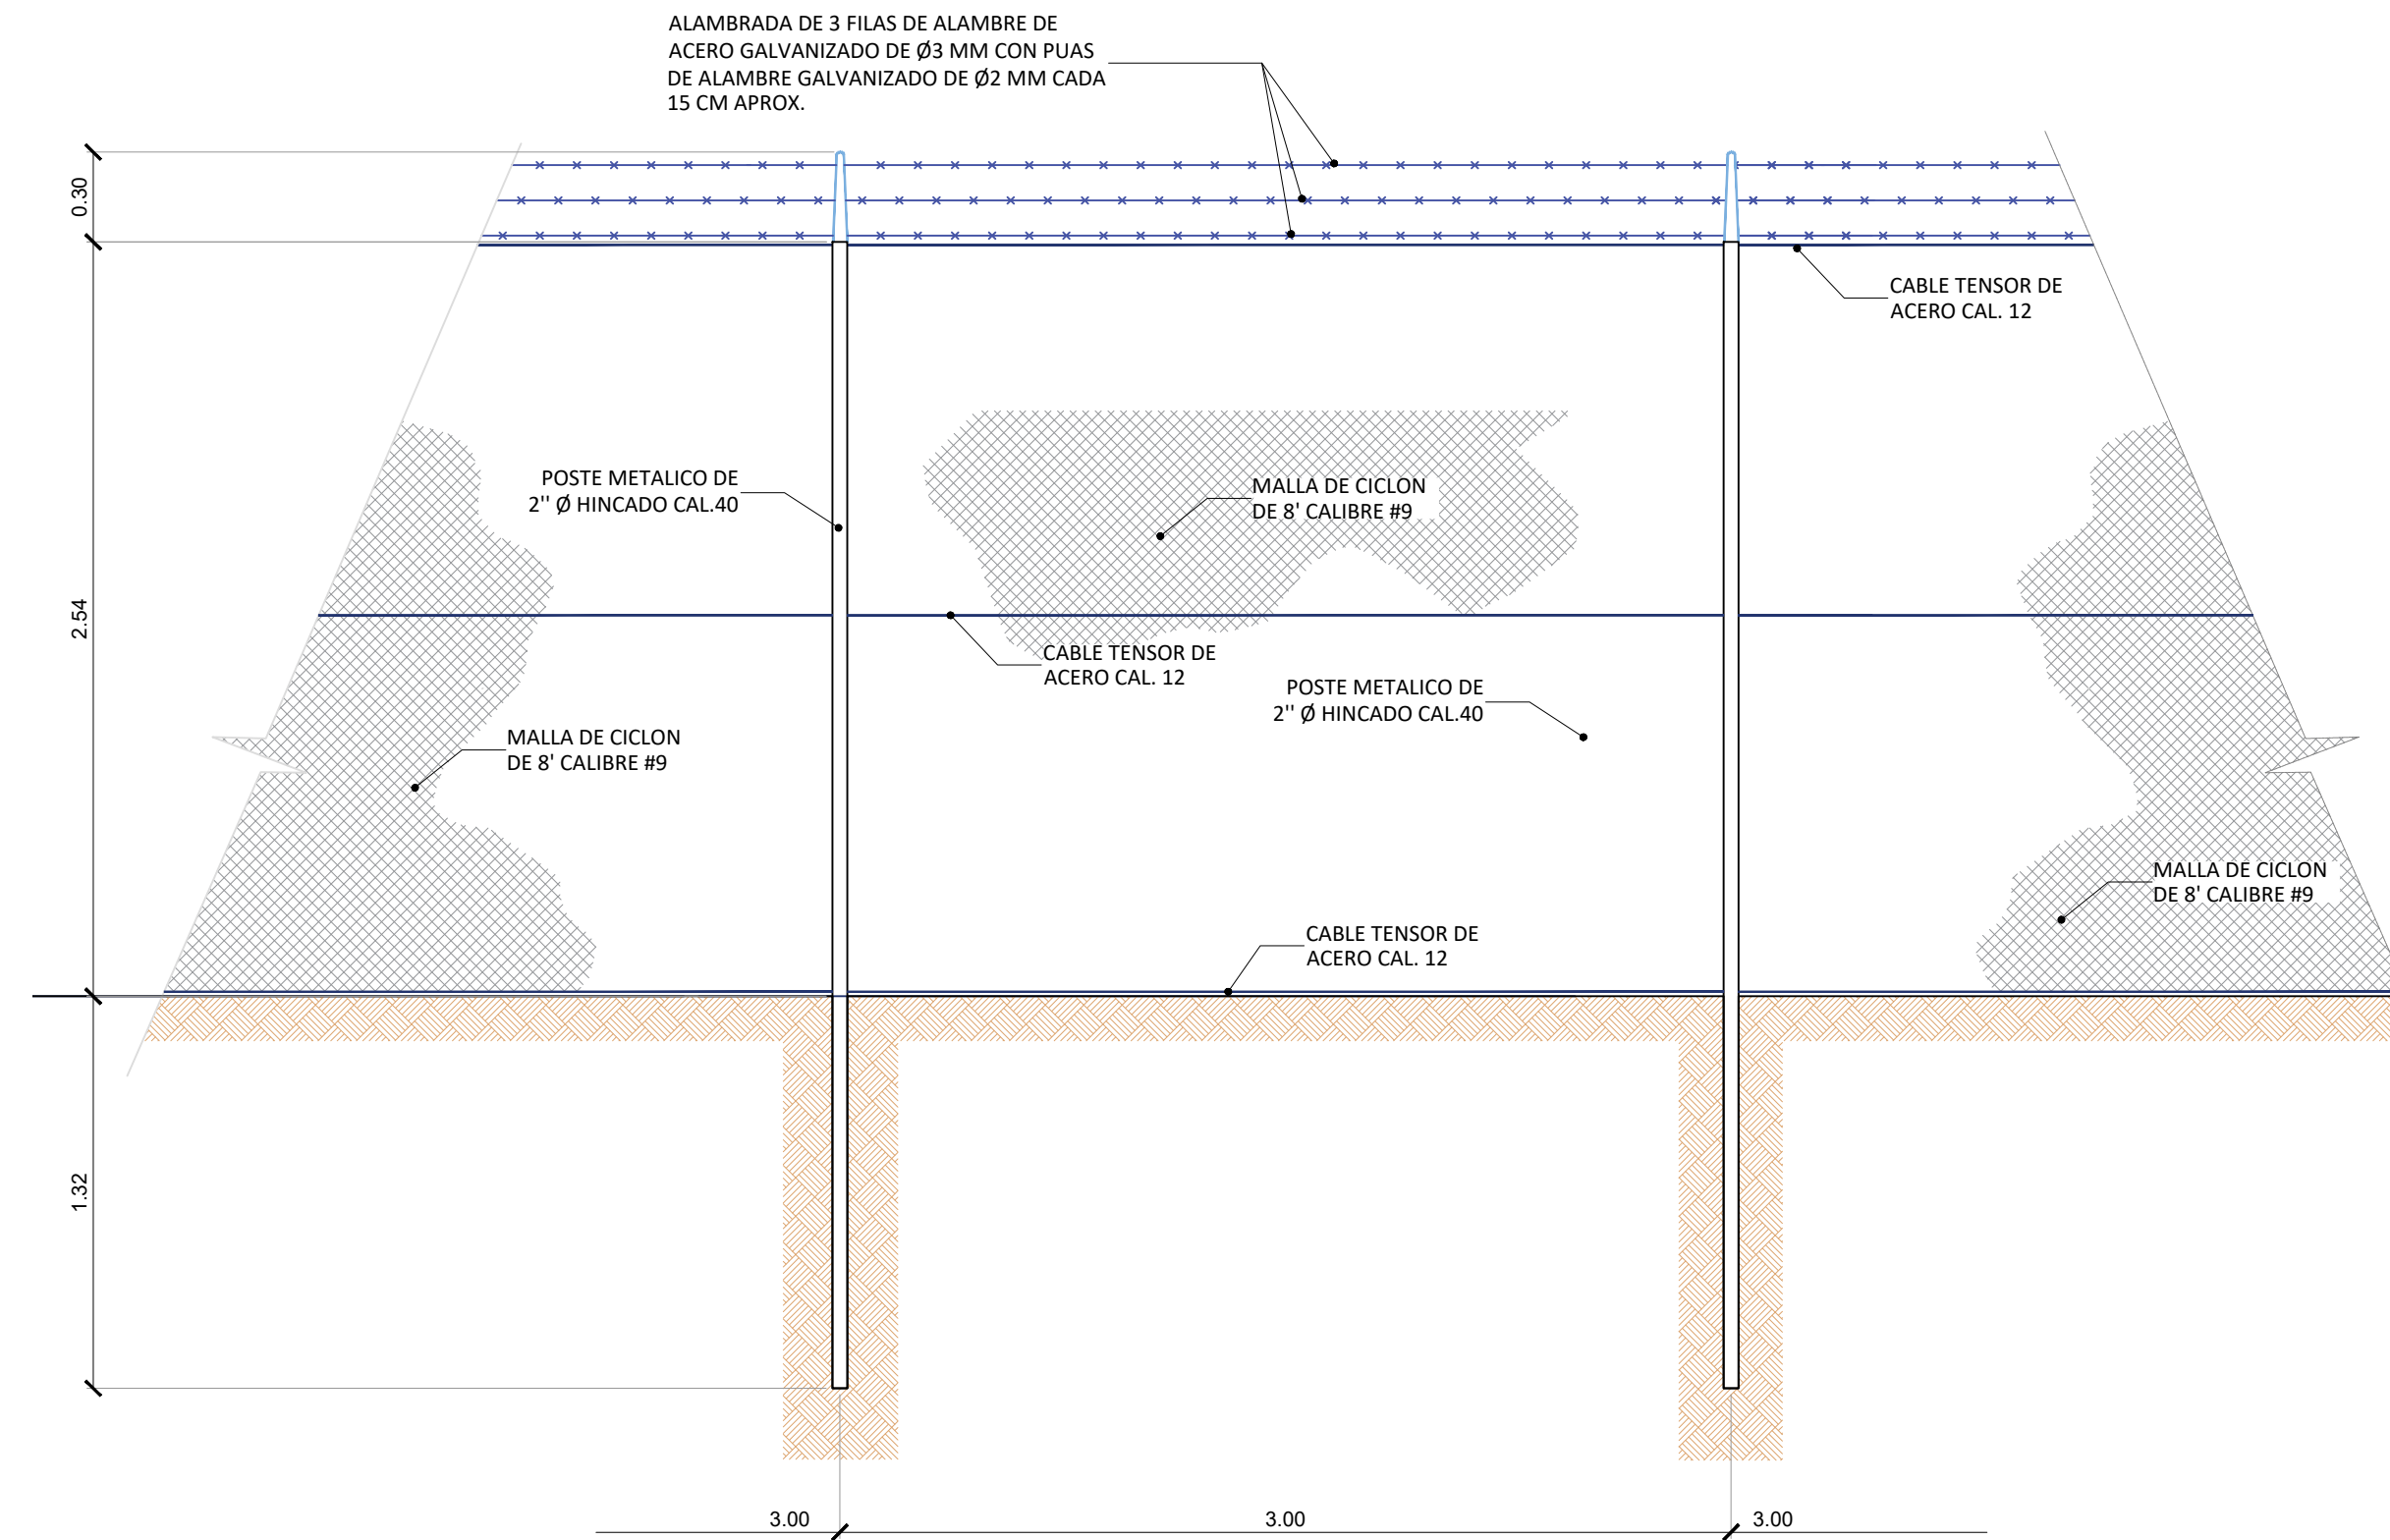 ALAMBRADA DE 3 FILAS DE ALAMBRE DE
ACERO GALVANIZADO DE Ø3 MM CON PUAS
DE ALAMBRE GALVANIZADO DE Ø2 MM CADA
15 CM APROX.
0.30
CABLE TENSOR DE
ACERO CAL. 12
POSTE METALICO DE
2'' Ø HINCADO CAL.40
MALLA DE CICLON
DE 8' CALIBRE #9
2.54
CABLE TENSOR DE
ACERO CAL. 12
POSTE METALICO DE
2'' Ø HINCADO CAL.40
MALLA DE CICLON
DE 8' CALIBRE #9
MALLA DE CICLON
DE 8' CALIBRE #9
CABLE TENSOR DE
ACERO CAL. 12
1.32
3.00
3.00
3.00